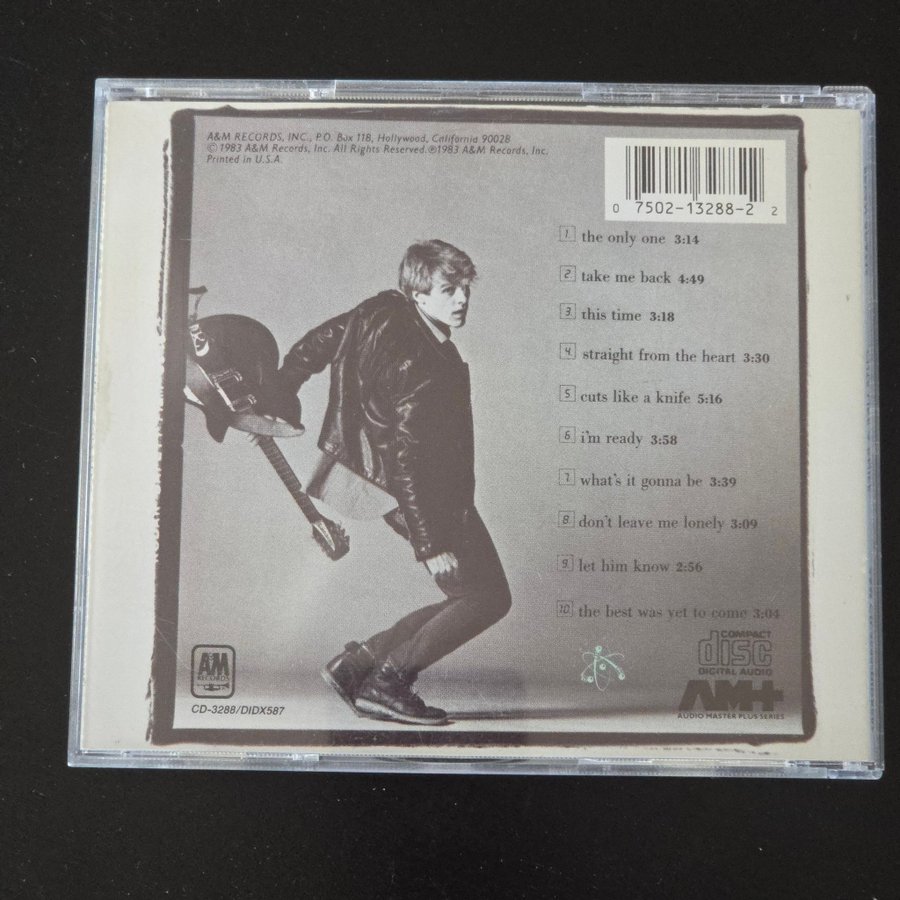 A&M RECORDS, INC., P.O. Box 118, Hollywood, California 90028
© 1983 A&M Records, Inc. All Rights Reserved. ℗1983 A&M Records, Inc.
Printed in U.S.A.
0 7502-13288-2 2
1. the only one 3:14
2. take me back 4:49
3. this time 3:18
4. straight from the heart 3:30
5 cuts like a knife 5:16
6. i'm ready 3:58
7. what's it gonna be 3:39
8. don't leave me lonely 3:09
9. let him know 2:56
10. the best was yet to come 3:04
COMPACT
disc
DIGITAL AUDIO
AM+
AUDIO MASTER PLUS SERIES
A&M
RECORDS
CD-3288/DIDX587